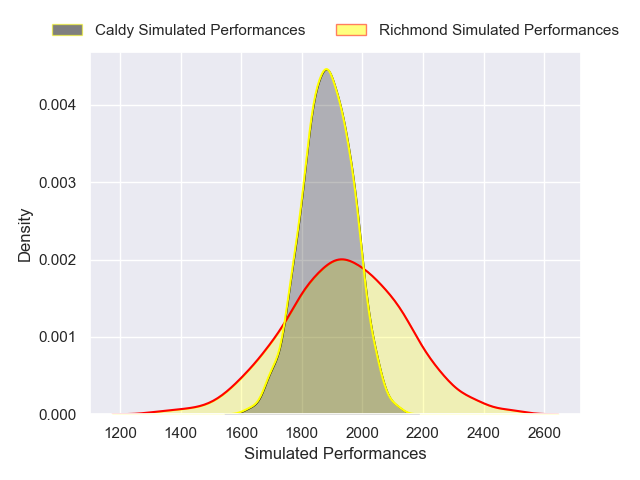 Caldy Simulated Performances Richmond Simulated Performances
0.004
0.003
0.002
0.001
0.000
Density
1200 1400 1600 1800 2000 2200 2400 2600
Simulated Performances